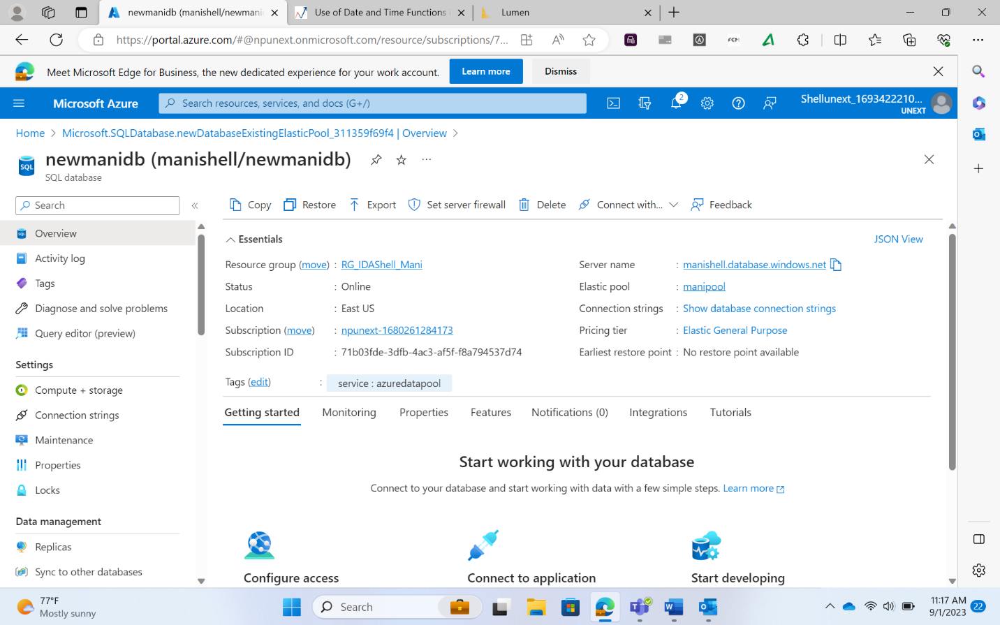 newmanidb (manishell/newmani
Use of Date and Time Functions i
Lumen
https://portal.azure.com/#@npunext.onmicrosoft.com/resource/subscriptions/7...
FCM
Meet Microsoft Edge for Business, the new dedicated experience for your work account.
Learn more
Dismiss
Microsoft Azure
Search resources, services, and docs (G+/)
2
Shellunext_1693422210...
UNEXT
Home > Microsoft.SQLDatabase.newDatabaseExistingElasticPool_311359f69f4 | Overview >
SQL
newmanidb (manishell/newmanidb)
SQL database
Search
Copy
Restore
Export
Set server firewall
Delete
Connect with...
Feedback
Overview
Activity log
Tags
Diagnose and solve problems
Query editor (preview)
Settings
Compute + storage
Connection strings
Maintenance
Properties
Locks
Data management
Replicas
Sync to other databases
Essentials
JSON View
Resource group (move) : RG_IDAShell_Mani
Status : Online
Location : East US
Subscription (move) : npunext-1680261284173
Subscription ID : 71b03fde-3dfb-4ac3-af5f-f8a794537d74
Server name : manishell.database.windows.net
Elastic pool : manipool
Connection strings : Show database connection strings
Pricing tier : Elastic General Purpose
Earliest restore point : No restore point available
Tags (edit) : service : azuredatapool
Getting started
Monitoring
Properties
Features
Notifications (0)
Integrations
Tutorials
Start working with your database
Connect to your database and start working with data with a few simple steps. Learn more
Configure access
Connect to application
Start developing
77°F
Mostly sunny
Search
11:17 AM
9/1/2023
22